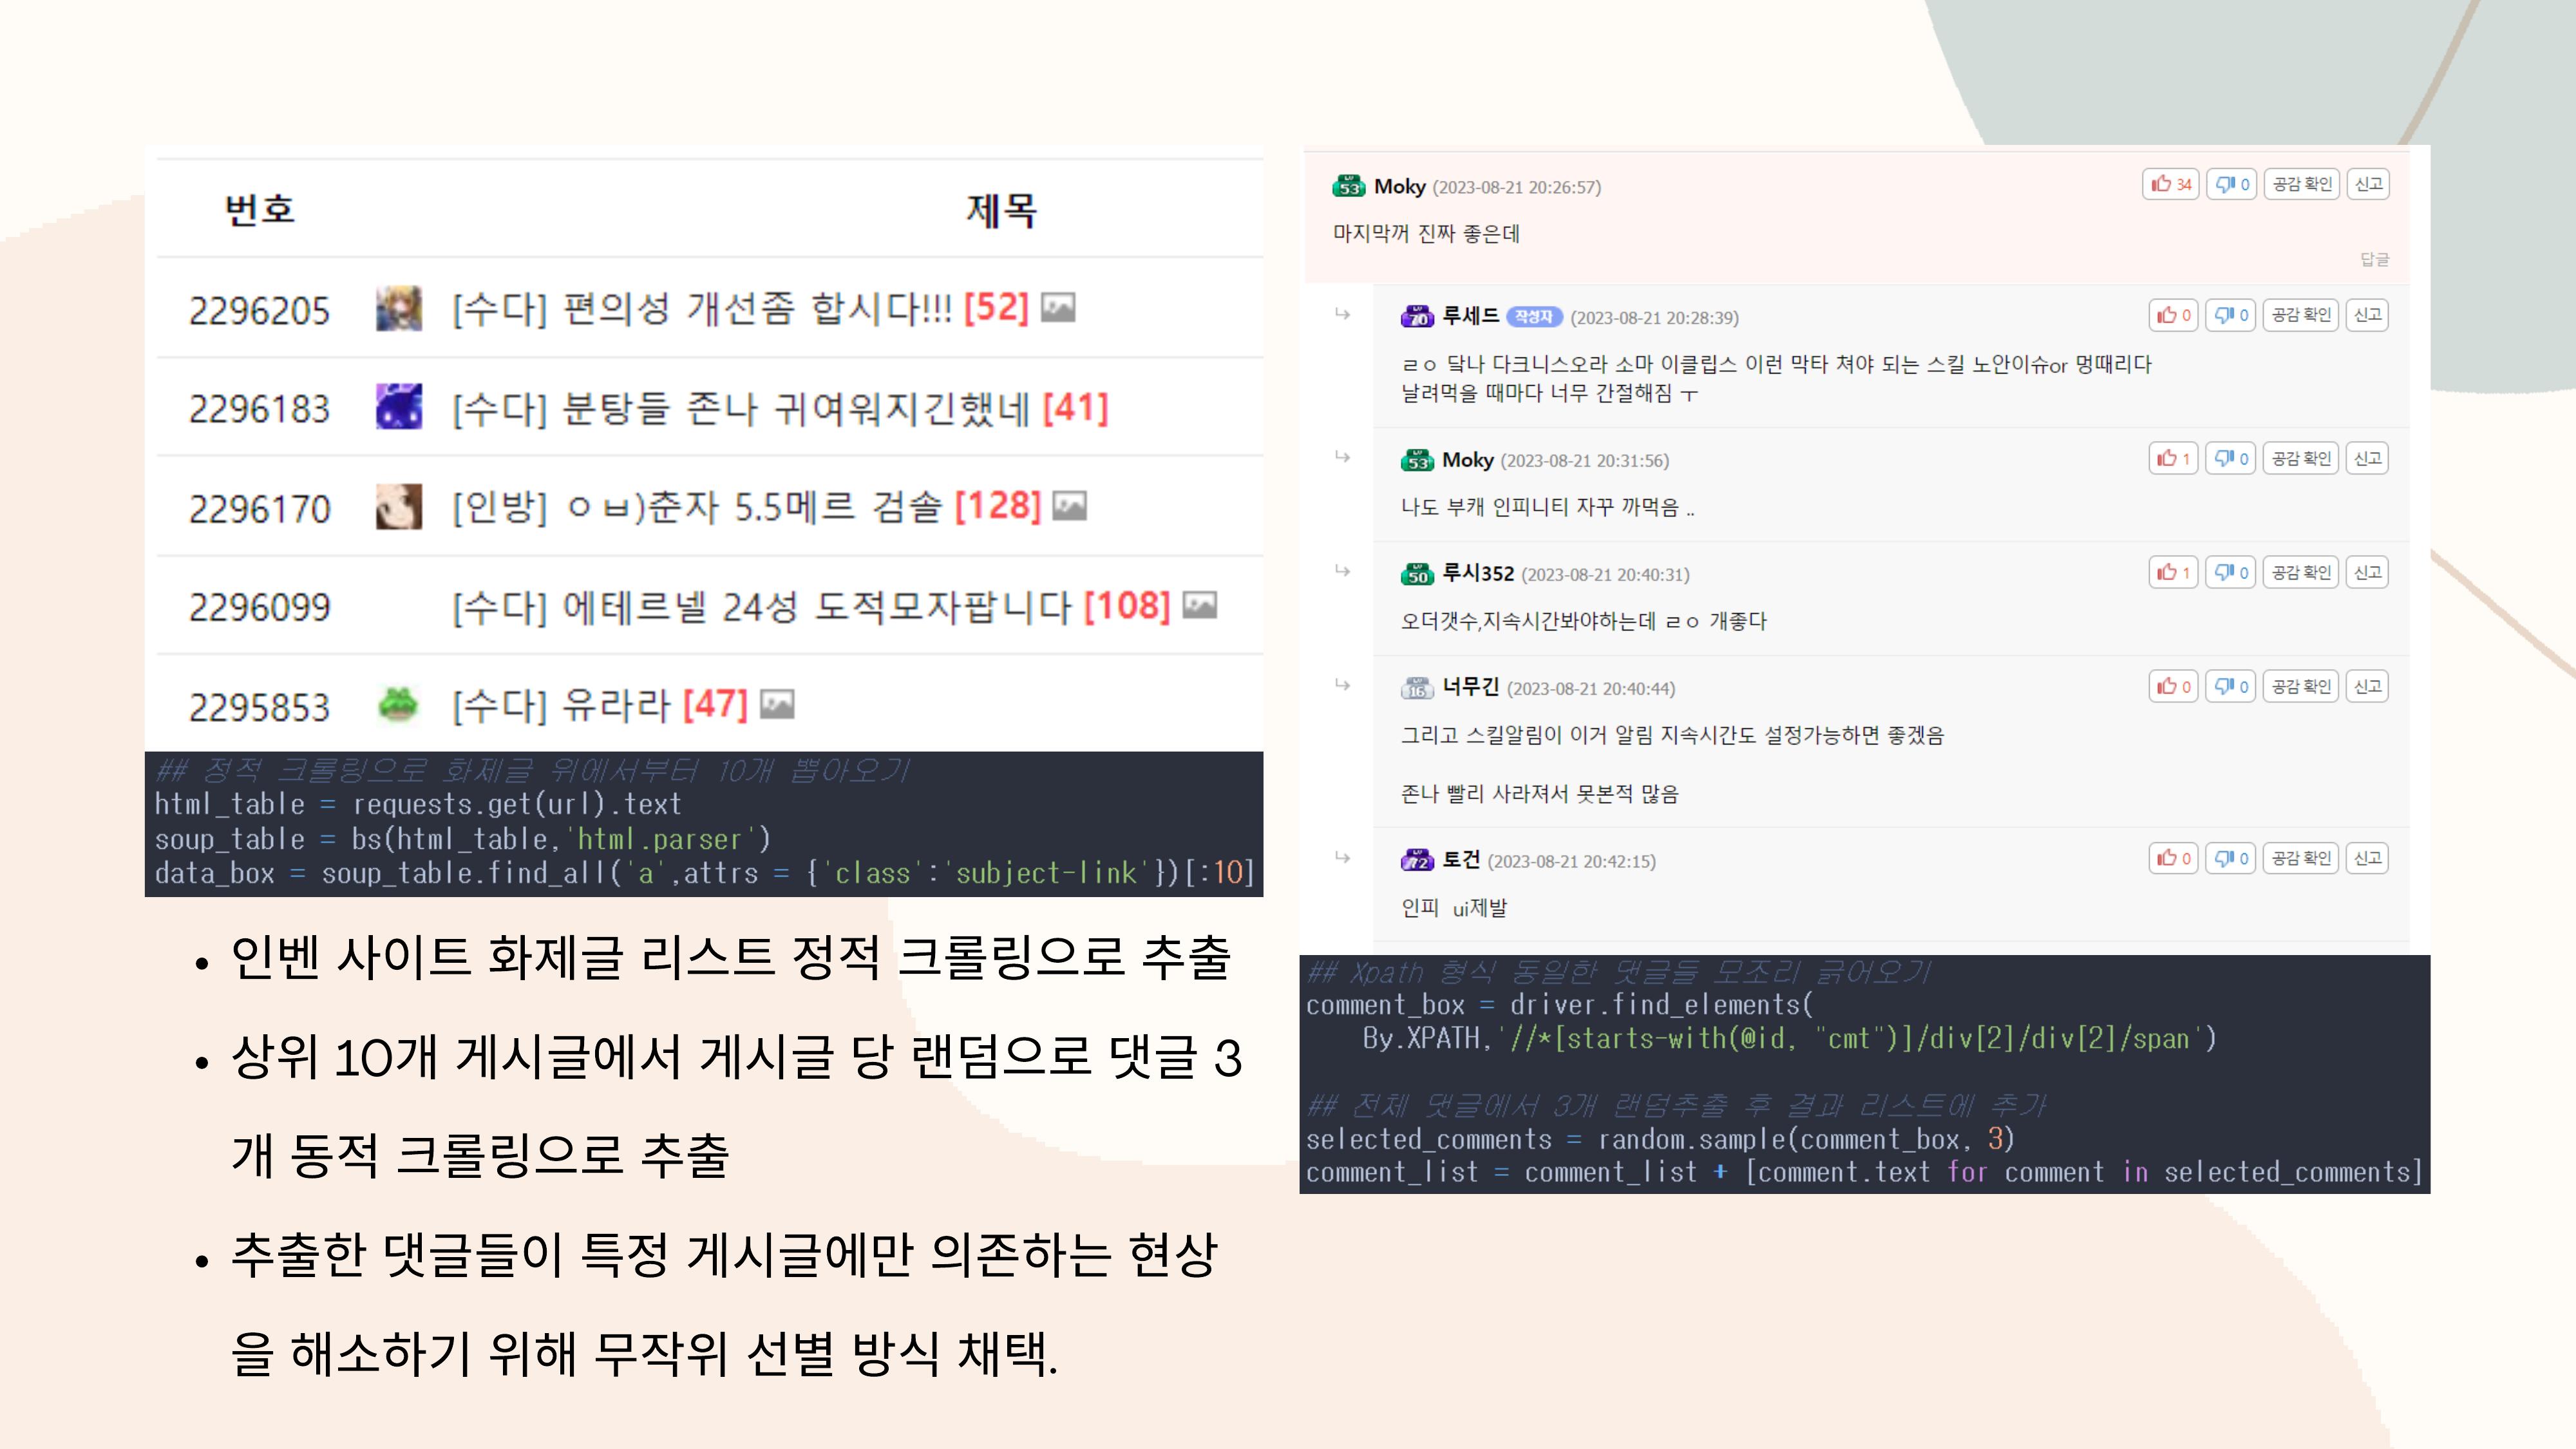 번호 제목
2296205 [수다] 편의성 개선좀 합시다!!! [52]
2296183 [수다] 분탕들 존나 귀여워지긴했네 [41]
2296170 [인방] ㅇㅂ)춘자 5.5메르 검솔 [128]
2296099 [수다] 에테르넬 24성 도적모자팝니다 [108]
2295853 [수다] 유라라 [47]
## 정적 크롤링으로 화제글 위에서부터 10개 뽑아오기
html_table = requests.get(url).text
soup_table = bs(html_table,'html.parser')
data_box = soup_table.find_all('a',attrs = {'class':'subject-link'})[:10]
• 인벤 사이트 화제글 리스트 정적 크롤링으로 추출
• 상위 10개 게시글에서 게시글 당 랜덤으로 댓글 3
개 동적 크롤링으로 추출
• 추출한 댓글들이 특정 게시글에만 의존하는 현상
을 해소하기 위해 무작위 선별 방식 채택.
LV 53 Moky (2023-08-21 20:26:57) 34 0 공감 확인 신고
마지막꺼 진짜 좋은데
답글
LV 70 루세드 작성자 (2023-08-21 20:28:39) 0 0 공감 확인 신고
ㄹㅇ 닼나 다크니스오라 소마 이클립스 이런 막타 쳐야 되는 스킬 노안이슈or 멍때리다
날려먹을 때마다 너무 간절해짐 ㅜ
LV 53 Moky (2023-08-21 20:31:56) 1 0 공감 확인 신고
나도 부캐 인피니티 자꾸 까먹음 ..
LV 50 루시352 (2023-08-21 20:40:31) 1 0 공감 확인 신고
오더갯수,지속시간봐야하는데 ㄹㅇ 개좋다
LV 16 너무긴 (2023-08-21 20:40:44) 0 0 공감 확인 신고
그리고 스킬알림이 이거 알림 지속시간도 설정가능하면 좋겠음
존나 빨리 사라져서 못본적 많음
LV 72 토건 (2023-08-21 20:42:15) 0 0 공감 확인 신고
인피 ui제발
## Xpath 형식 동일한 댓글들 모조리 긁어오기
comment_box = driver.find_elements(
By.XPATH,'//*[starts-with(@id, "cmt")]/div[2]/div[2]/span')
## 전체 댓글에서 3개 랜덤추출 후 결과 리스트에 추가
selected_comments = random.sample(comment_box, 3)
comment_list = comment_list + [comment.text for comment in selected_comments]